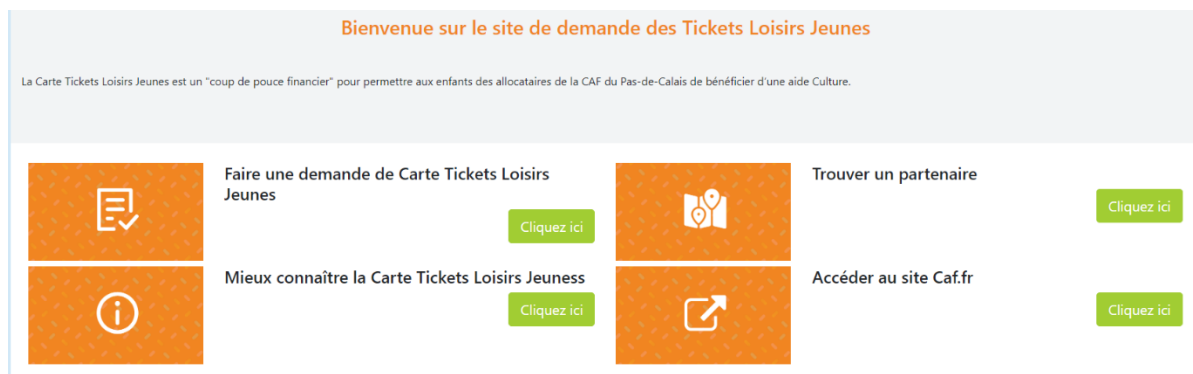 Bienvenue sur le site de demande des Tickets Loisirs Jeunes
La Carte Tickets Loisirs Jeunes est un "coup de pouce financier" pour permettre aux enfants des allocataires de la CAF du Pas-de-Calais de bénéficier d'une aide Culture.
Faire une demande de Carte Tickets Loisirs
Jeunes
Cliquez ici
Trouver un partenaire
Cliquez ici
Mieux connaître la Carte Tickets Loisirs Jeuness
Cliquez ici
Accéder au site Caf.fr
Cliquez ici